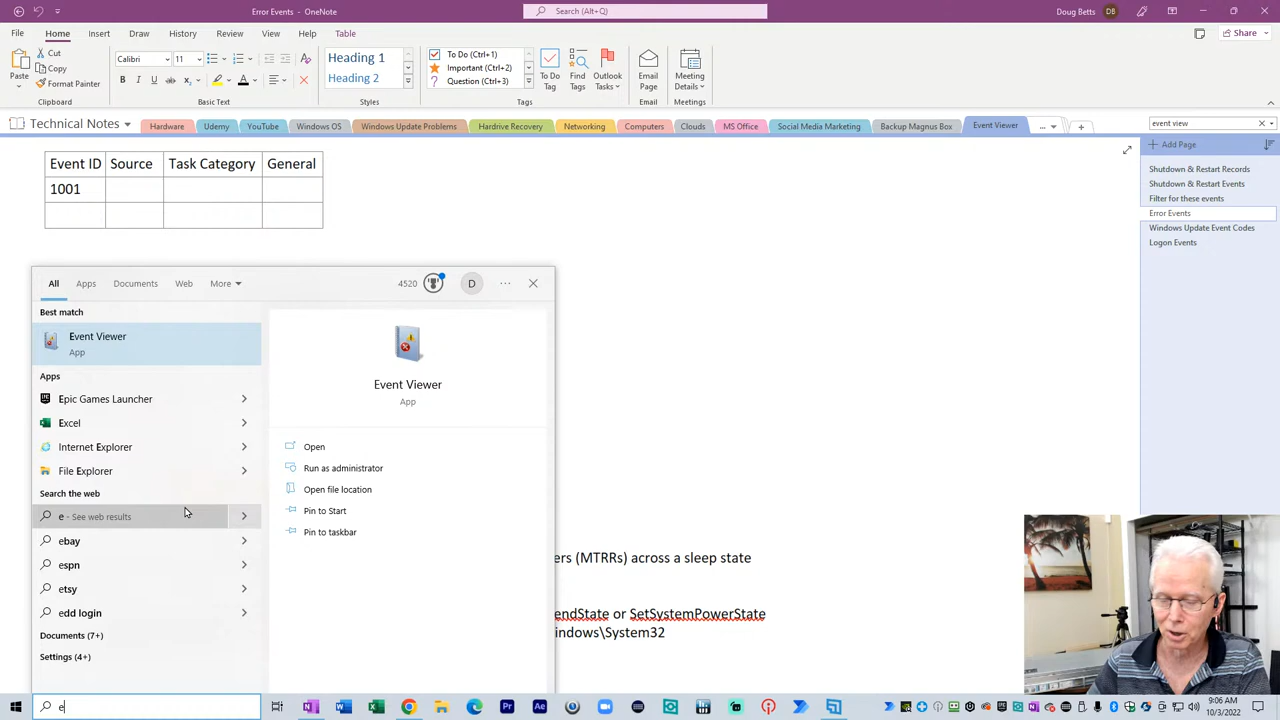 Error Events - OneNote
Search (Alt+Q)
Doug Betts
DB
File
Home
Insert
Draw
History
Review
View
Help
Table
Share
Paste
Cut
Copy
Format Painter
Clipboard
Calibri
11
Basic Text
Heading 1
Heading 2
Styles
To Do (Ctrl+1)
Important (Ctrl+2)
Question (Ctrl+3)
To Do
Tag
Find
Tags
Outlook
Tasks
Tags
Email
Page
Email
Meeting
Details
Meetings
Technical Notes
Hardware
Udemy
YouTube
Windows OS
Windows Update Problems
Hardrive Recovery
Networking
Computers
Clouds
MS Office
Social Media Marketing
Backup Magnus Box
Event Viewer
...
event view
Event ID Source Task Category General
1001
Add Page
Shutdown & Restart Records
Shutdown & Restart Events
Filter for these events
Error Events
Windows Update Event Codes
Logon Events
All Apps Documents Web More
4520
D
...
Best match
Event Viewer
App
Apps
Epic Games Launcher
Excel
Internet Explorer
File Explorer
Search the web
e - See web results
ebay
espn
etsy
edd login
Documents (7+)
Settings (4+)
Event Viewer
App
Open
Run as administrator
Open file location
Pin to Start
Pin to taskbar
ers (MTRRs) across a sleep state
endState or SetSystemPowerState
indows\System32
e
9:06 AM
10/3/2022